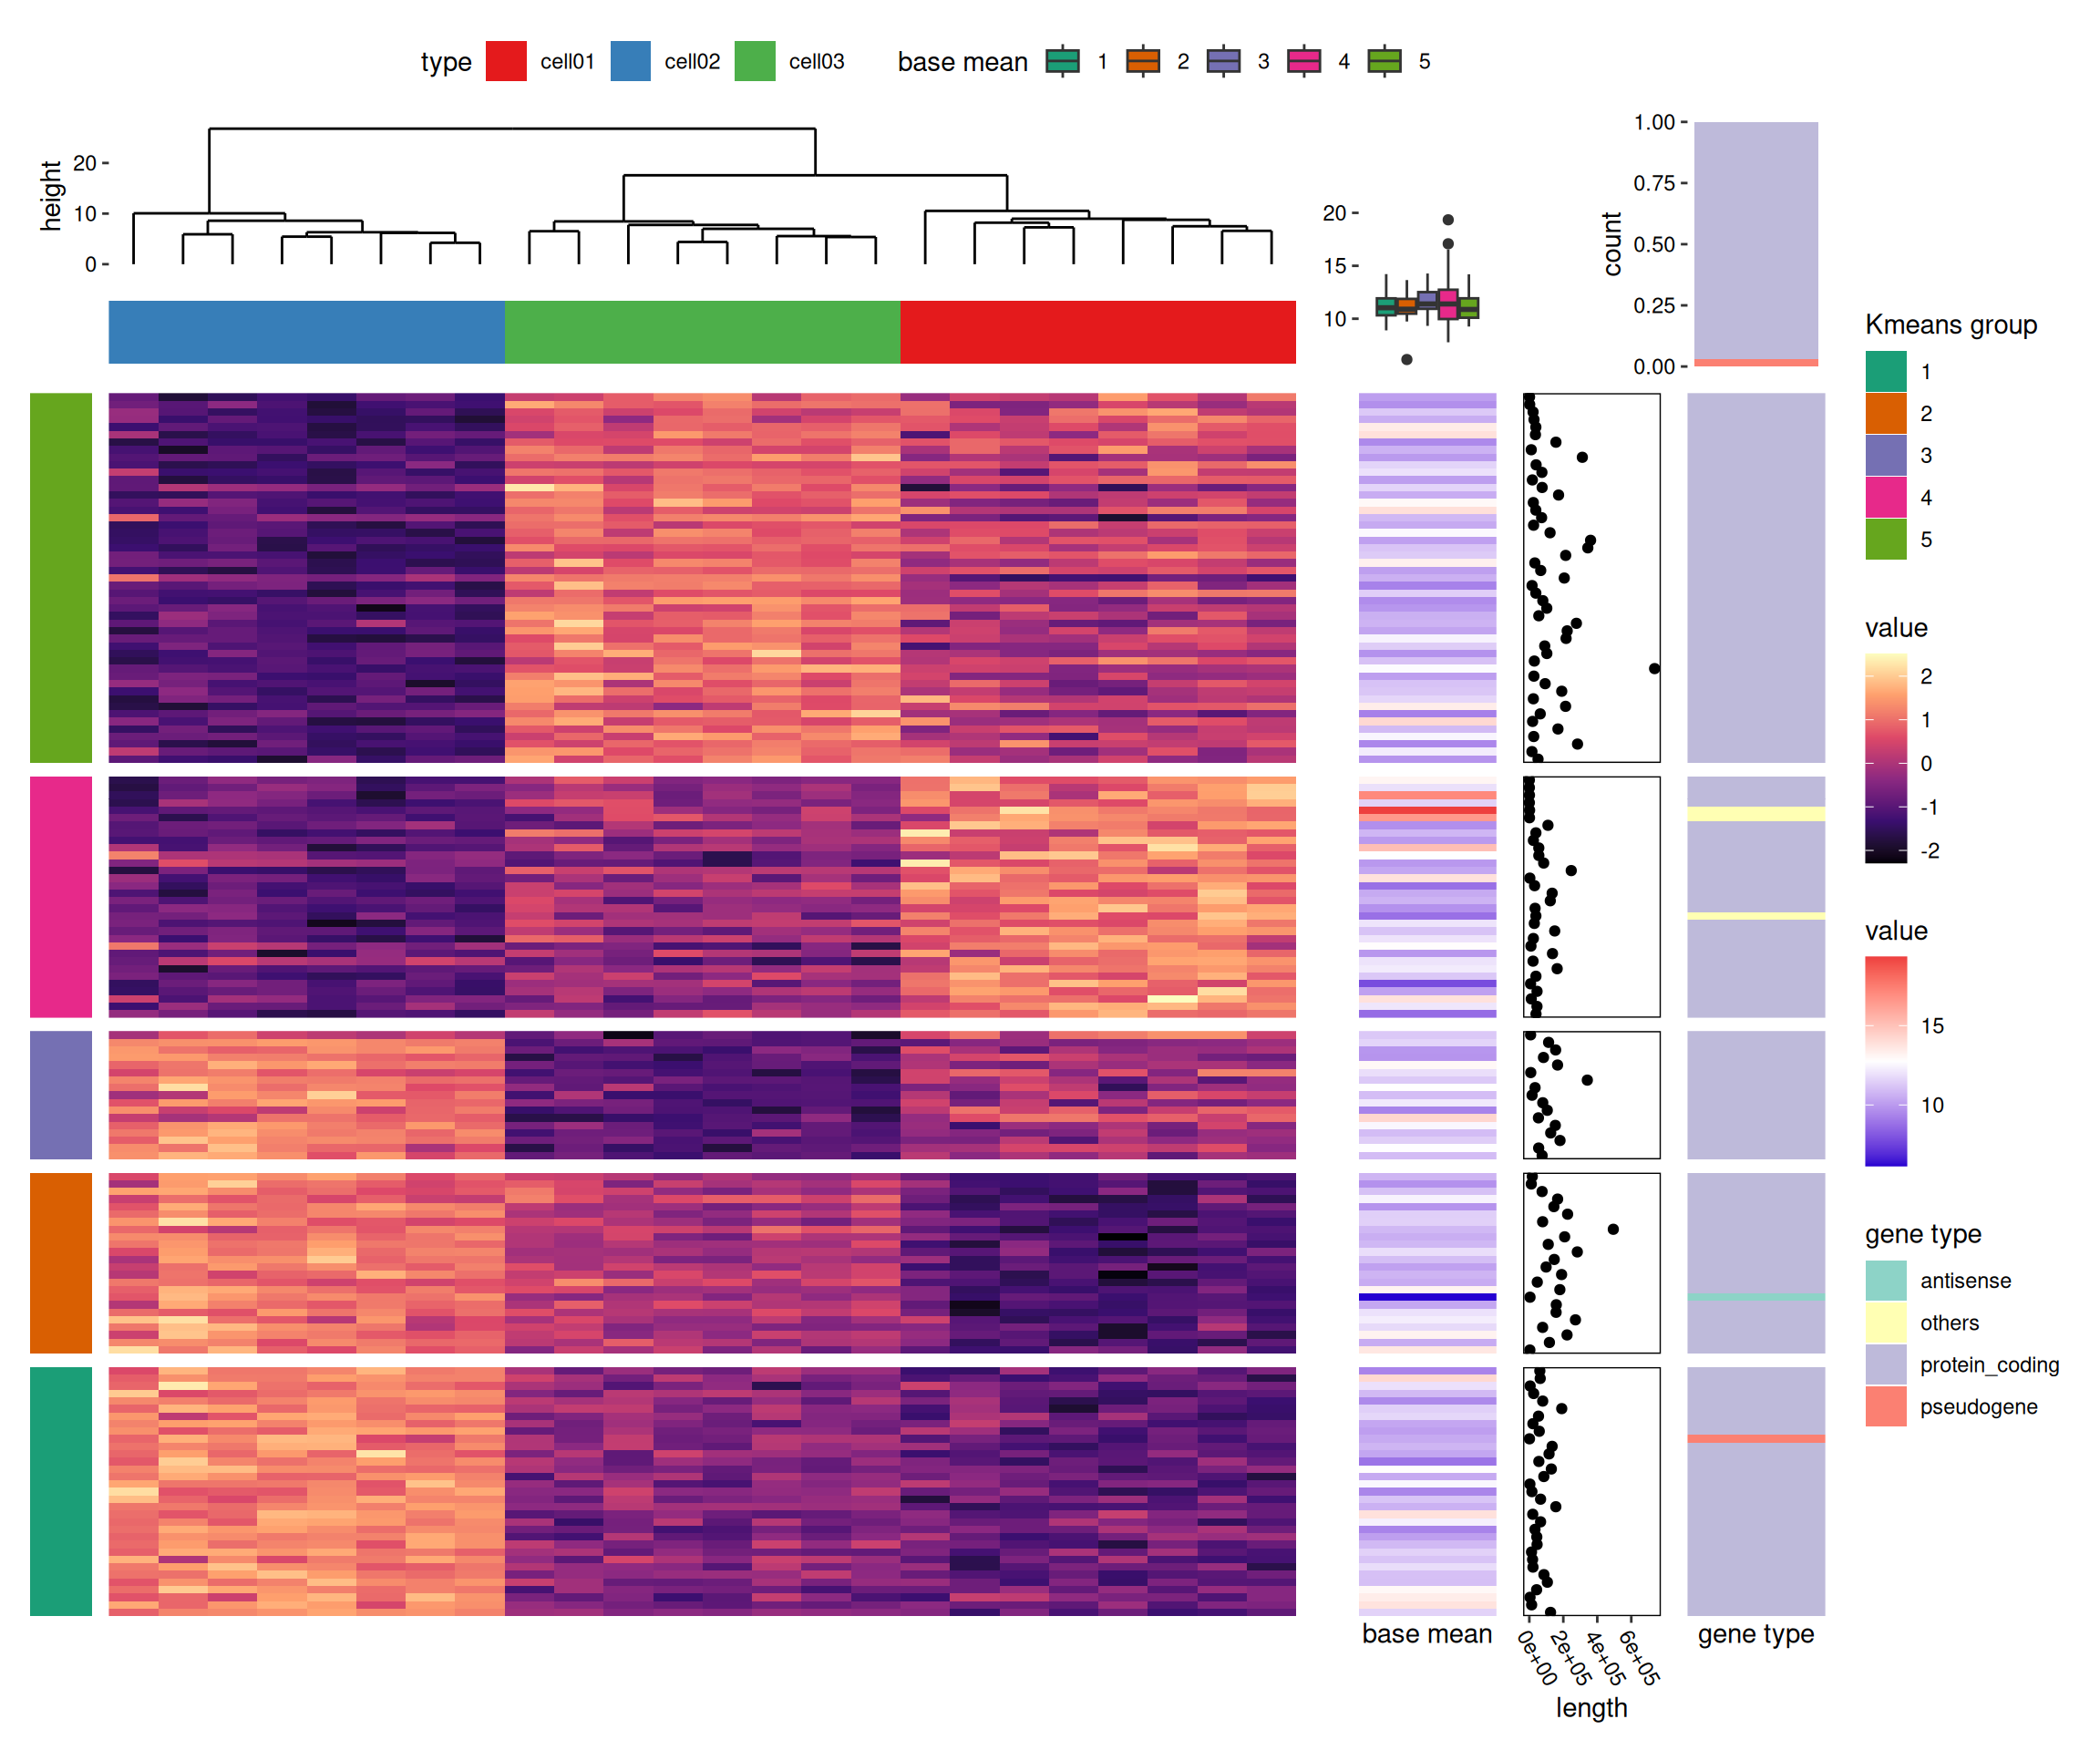 type cell01 cell02 cell03 base mean 1 2 3 4 5
height
20
10
0
20
15
10
count
1.00
0.75
0.50
0.25
0.00
Kmeans group
1
2
3
4
5
value
2
1
0
-1
-2
value
15
10
gene type
antisense
others
protein_coding
pseudogene
base mean
0e+00 2e+05 4e+05 6e+05
length
gene type